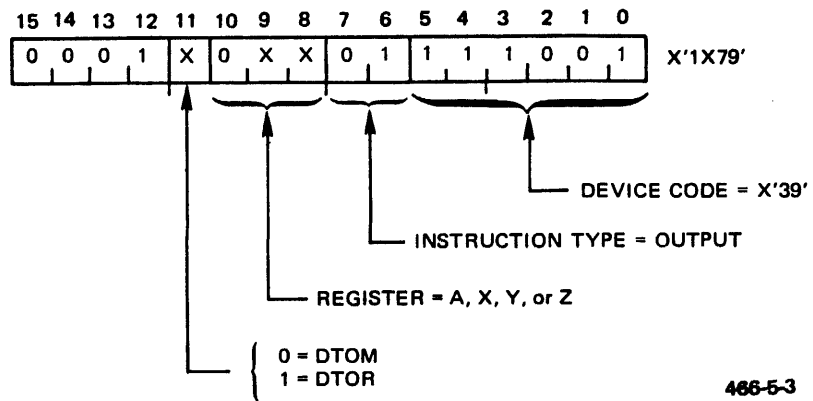 15 14 13 12 11 10 9 8 7 6 5 4 3 2 1 0
0 0 0 1 X 0 X X 0 1 1 1 1 0 0 1 X'1X79'
DEVICE CODE = X'39'
INSTRUCTION TYPE = OUTPUT
REGISTER = A, X, Y, or Z
0 = DTOM
1 = DTOR
466-5-3